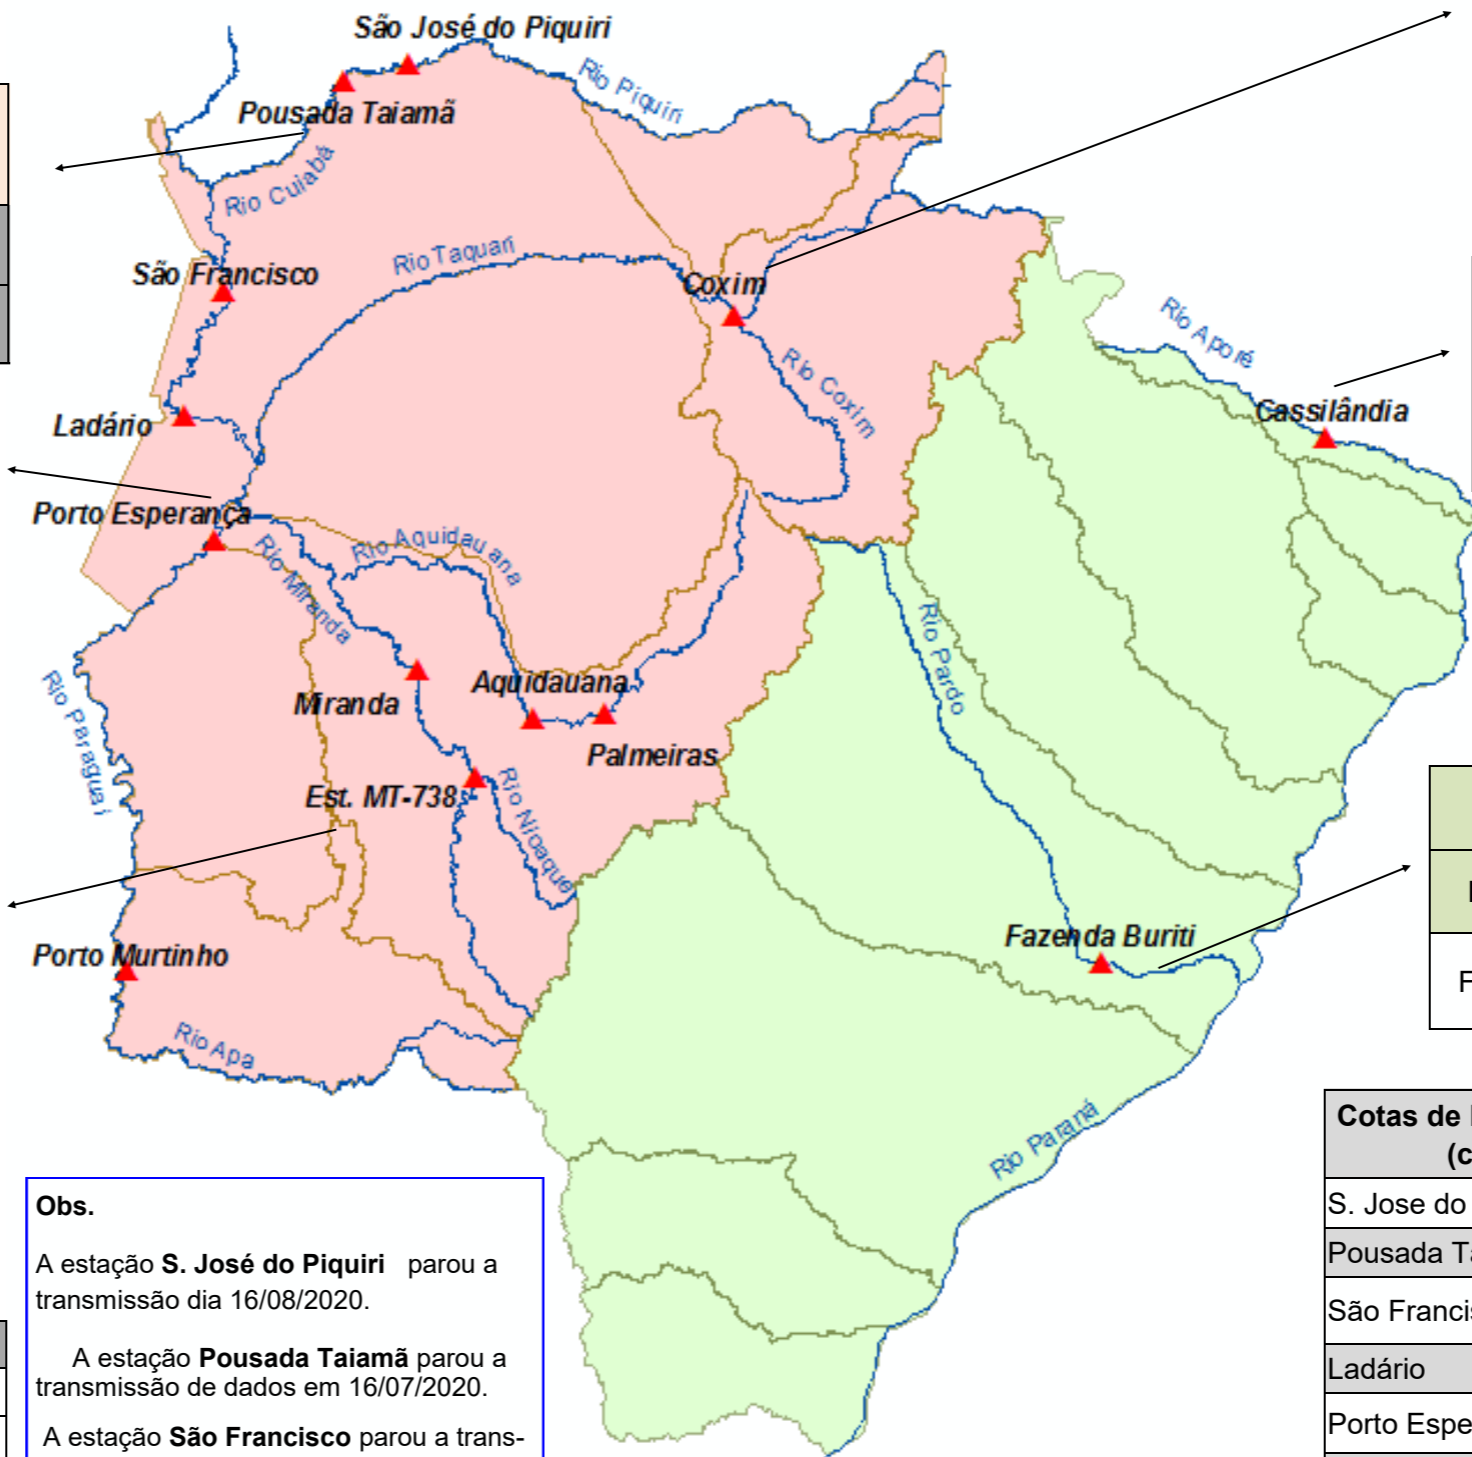 São José do Piquiri
Rio Piquiri
Pousada Taiamã
Rio Cuiabá
Rio Taquari
São Francisco
Coxim
Rio Aporé
Rio Coxim
Cassilândia
Ladário
Porto Esperança
Rio Aquidauana
Rio Miranda
Rio Pardo
Rio Paraguai
Miranda
Aquidauana
Palmeiras
Est. MT-738
Rio Nioaque
Fazenda Buriti
Porto Murtinho
Rio Apa
Rio Paraná
Cotas de
(c
S. Jose do
Pousada Ta
São Francis
Ladário
Porto Espe
Obs.
A estação S. José do Piquiri parou a
transmissão dia 16/08/2020.
A estação Pousada Taiamã parou a
transmissão de dados em 16/07/2020.
A estação São Francisco parou a trans-